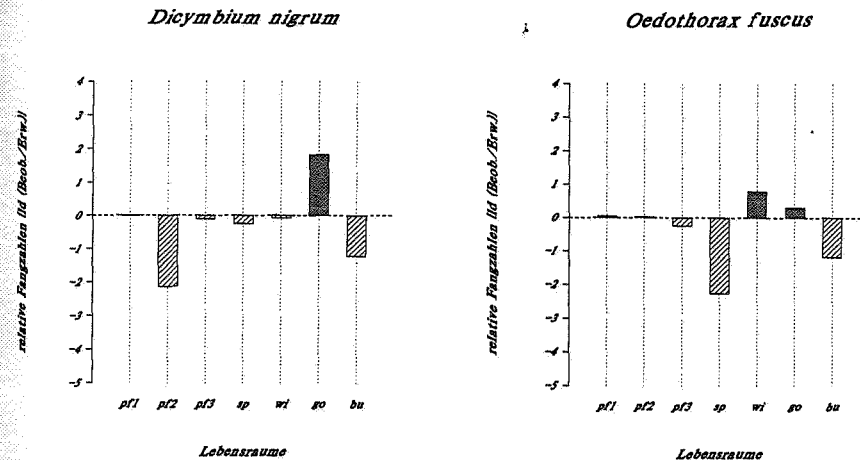 Dicymbium nigrum
relative Fangzahlen lld (Beob./Erw.)
4
3
2
1
0
-1
-2
-3
-4
-5
pf1 pf2 pf3 sp wi go bu
Lebensraume
Oedothorax fuscus
relative Fangzahlen lld (Beob./Erw.)
4
3
2
1
0
-1
-2
-3
-4
-5
pf1 pf2 pf3 sp wi go bu
Lebensraume